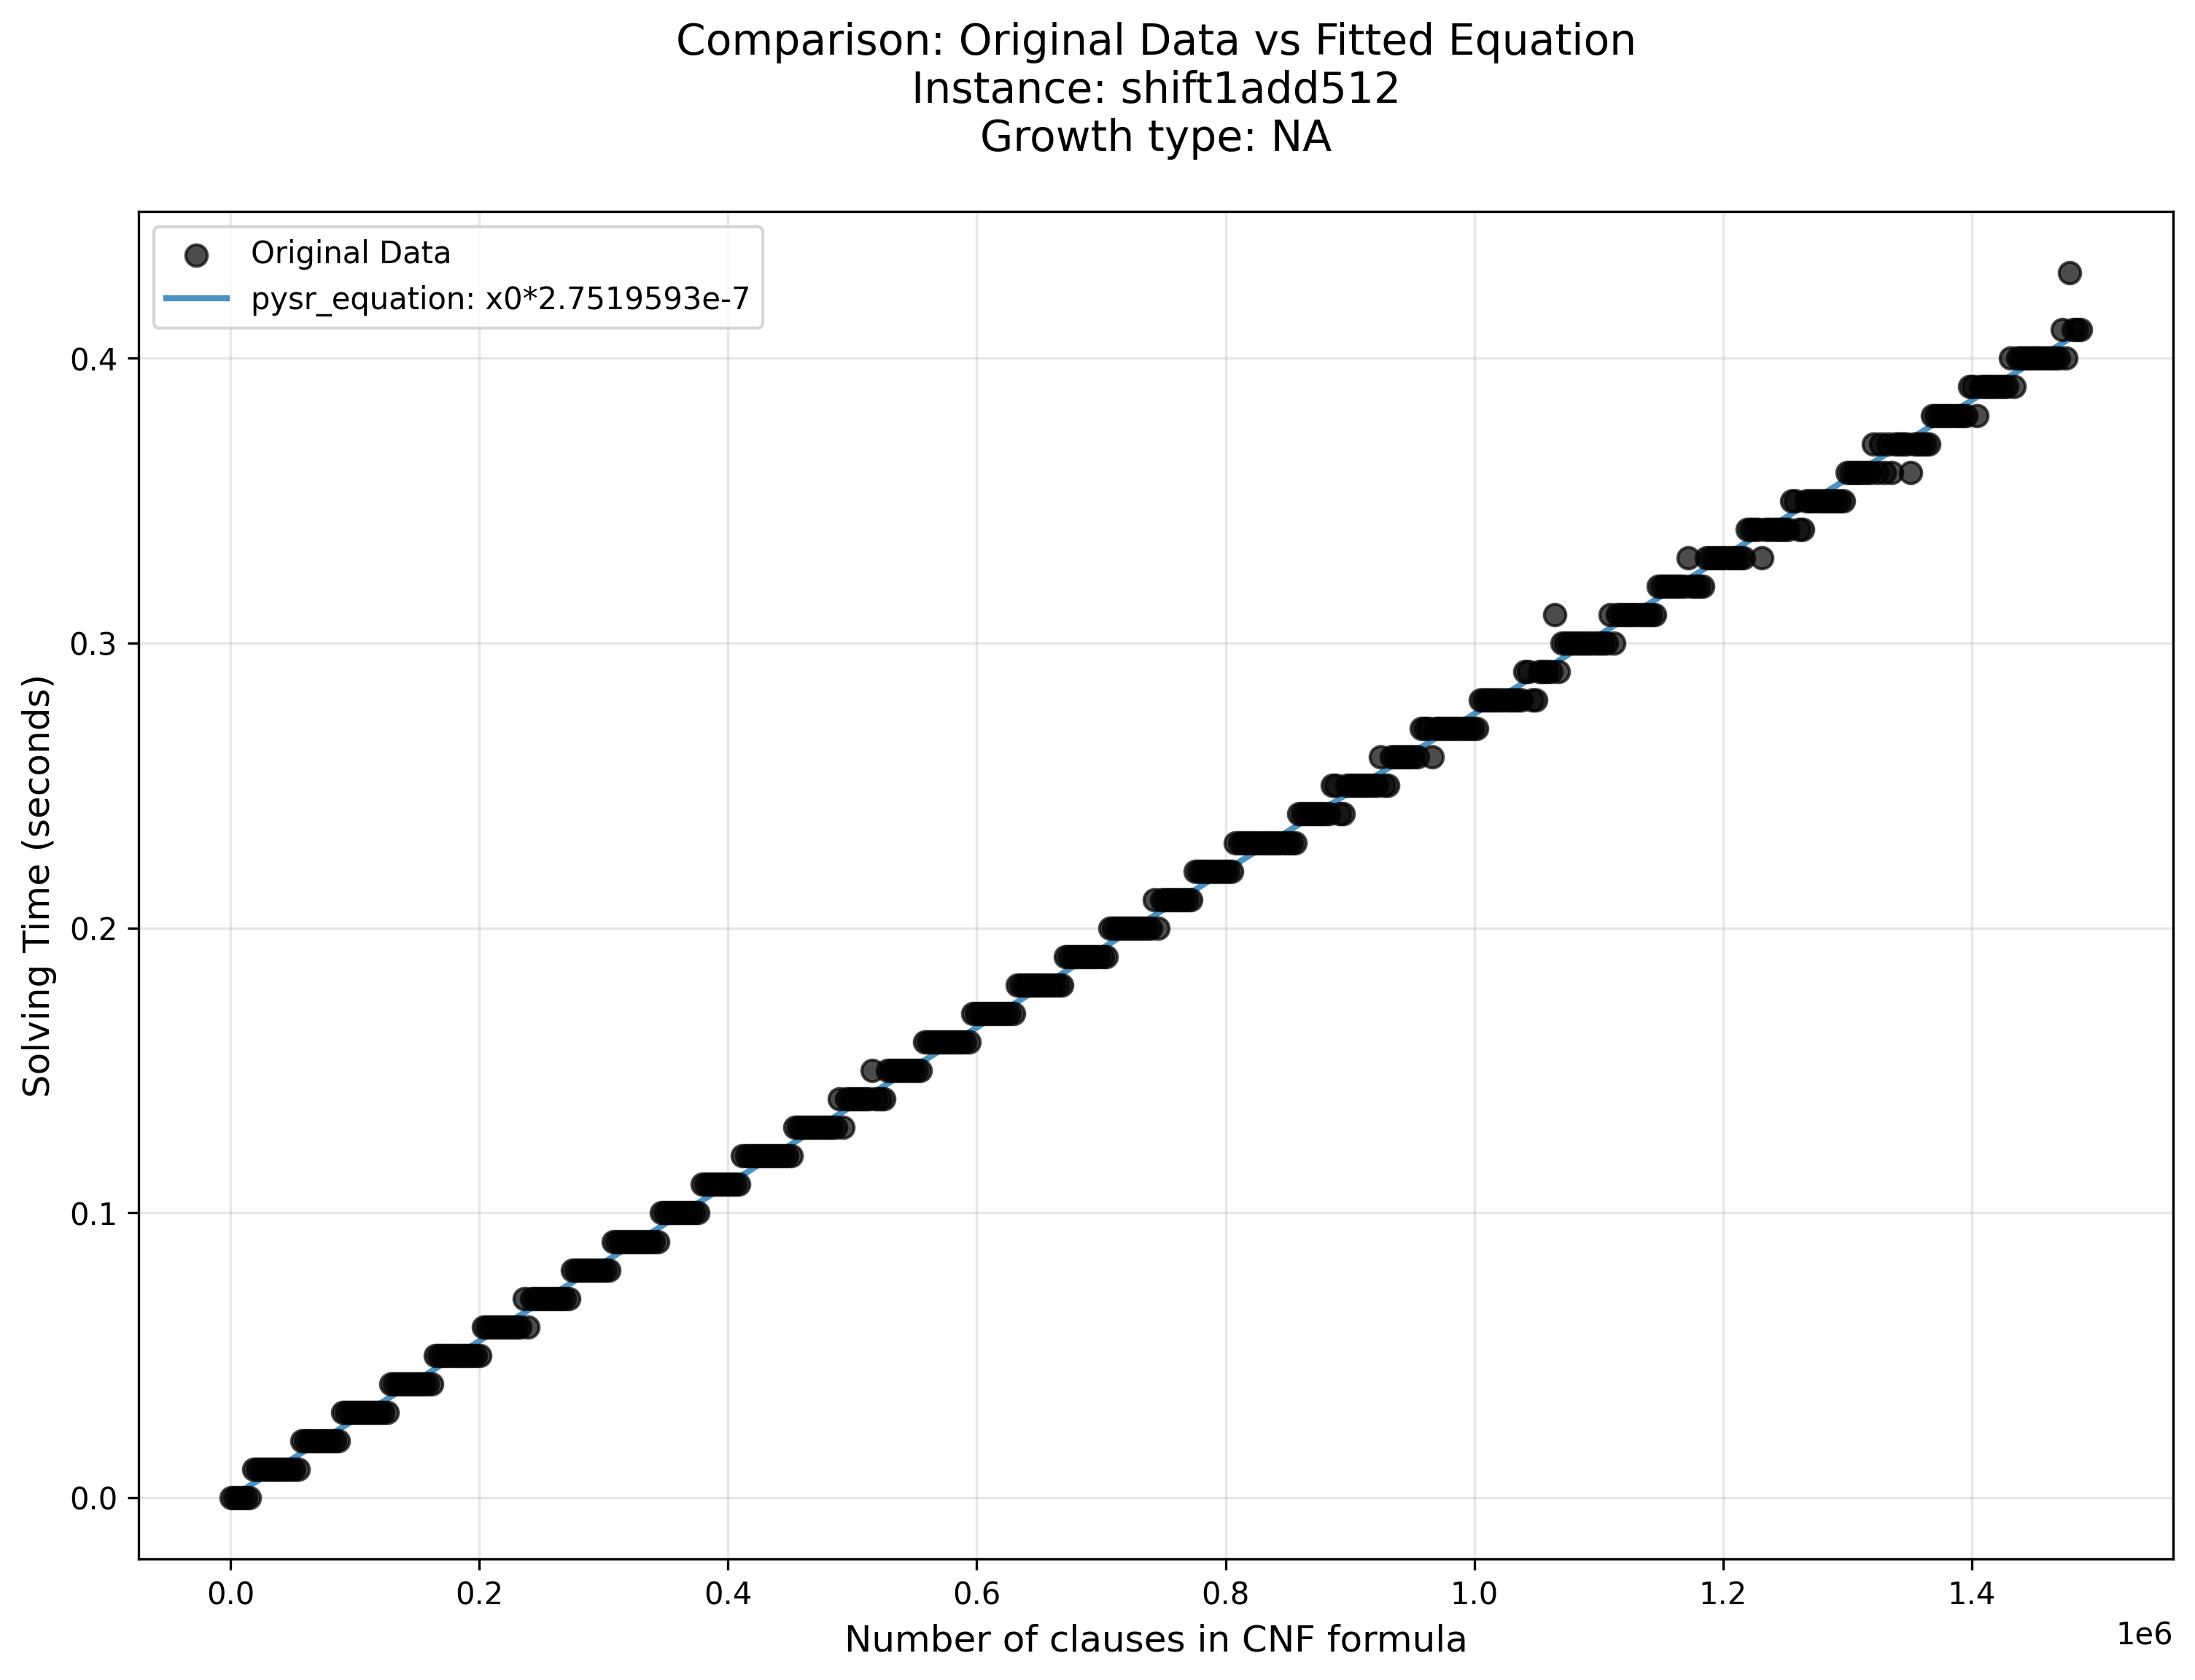 Comparison: Original Data vs Fitted Equation
Instance: shift1add512
Growth type: NA
Original Data
pysr_equation: x0*2.7519593e-7
Solving Time (seconds)
0.4
0.3
0.2
0.1
0.0
0.0 0.2 0.4 0.6 0.8 1.0 1.2 1.4
1e6
Number of clauses in CNF formula